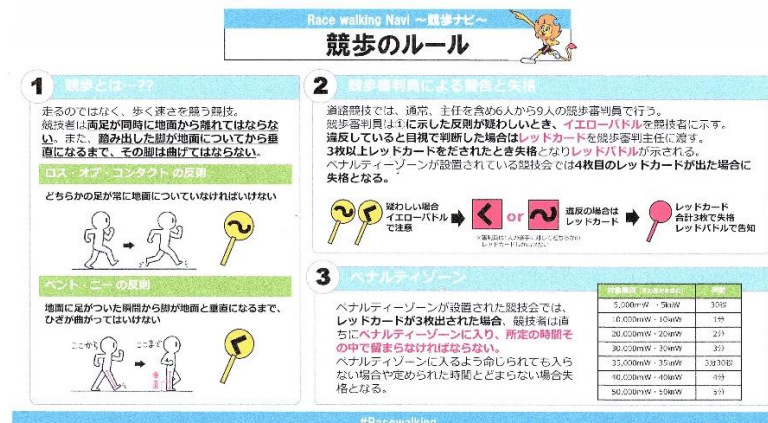 Race walking Navi ～競歩ナビ～
競歩のルール
1 競歩とは…??
走るのではなく、歩く速さを競う競技。
競技者は両足が同時に地面から離れてはならな
い。また、踏み出した脚が地面についてから垂
直になるまで、その脚は曲げてはならない。
ロス・オブ・コンタクト の反則
どちらかの足が常に地面についていなければいけない
ベント・ニー の反則
地面に足がついた瞬間から脚が地面と垂直になるまで、
ひざが曲がってはいけない
ここから
ここまで
垂直
2 競歩審判員による警告と失格
道路競技では、通常、主任を含め6人から9人の競歩審判員で行う。
競歩審判員は①に示した反則が疑わしいとき、イエローパドルを競技者に示す。
違反していると目視で判断した場合はレッドカードを競歩審判主任に渡す。
3枚以上レッドカードをだされたとき失格となりレッドパドルが示される。
ペナルティゾーンが設置されている競技会では4枚目のレッドカードが出た場合に
失格となる。
疑わしい場合
イエローパドル
で注意
or
違反の場合は
レッドカード
レッドカード
合計3枚で失格
レッドパドルで告知
3 ペナルティゾーン
ペナルティーゾーンが設置された競技会では、
レッドカードが3枚出された場合、競技者は直
ちにペナルティーゾーンに入り、所定の時間そ
の中で留まらなければならない。
ペナルティーゾーンに入るよう命じられても入ら
ない場合や定められた時間とどまらない場合失
格となる。
時間
5,000mW・5kmW 30秒
10,000mW・10kmW 1分
20,000mW・20kmW 2分
30,000mW・30kmW 3分
35,000mW・35kmW 3分30秒
40,000mW・40kmW 4分
50,000mW・50kmW 5分
#Racewalking